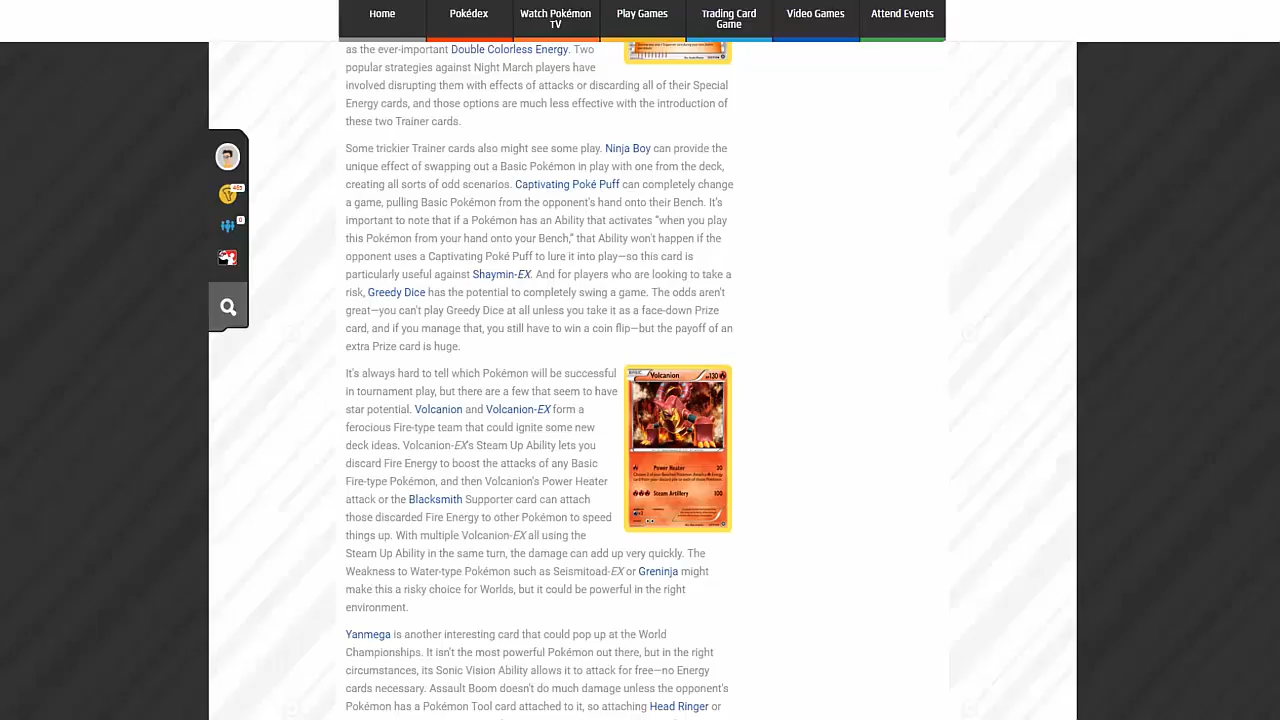 Home
Pokédex
Watch Pokémon TV
Play Games
Trading Card Game
Video Games
Attend Events
as the ever-important Double Colorless Energy. Two
popular strategies against Night March players have
involved disrupting them with effects of attacks or discarding all of their Special
Energy cards, and those options are much less effective with the introduction of
these two Trainer cards.
Some trickier Trainer cards also might see some play. Ninja Boy can provide the
unique effect of swapping out a Basic Pokémon in play with one from the deck,
creating all sorts of odd scenarios. Captivating Poké Puff can completely change
a game, pulling Basic Pokémon from the opponent's hand onto their Bench. It's
important to note that if a Pokémon has an Ability that activates “when you play
this Pokémon from your hand onto your Bench,” that Ability won't happen if the
opponent uses a Captivating Poké Puff to lure it into play—so this card is
particularly useful against Shaymin-EX. And for players who are looking to take a
risk, Greedy Dice has the potential to completely swing a game. The odds aren't
great—you can't play Greedy Dice at all unless you take it as a face-down Prize
card, and if you manage that, you still have to win a coin flip—but the payoff of an
extra Prize card is huge.
It's always hard to tell which Pokémon will be successful
in tournament play, but there are a few that seem to have
star potential. Volcanion and Volcanion-EX form a
ferocious Fire-type team that could ignite some new
deck ideas. Volcanion-EX's Steam Up Ability lets you
discard Fire Energy to boost the attacks of any Basic
Fire-type Pokémon, and then Volcanion's Power Heater
attack or the Blacksmith Supporter card can attach
those discarded Fire Energy to other Pokémon to speed
things up. With multiple Volcanion-EX all using the
Steam Up Ability in the same turn, the damage can add up very quickly. The
Weakness to Water-type Pokémon such as Seismitoad-EX or Greninja might
make this a risky choice for Worlds, but it could be powerful in the right
environment.
Volcanion
130
Power Heater 20
Steam Artillery 100
Yanmega is another interesting card that could pop up at the World
Championships. It isn't the most powerful Pokémon out there, but in the right
circumstances, its Sonic Vision Ability allows it to attack for free—no Energy
cards necessary. Assault Boom doesn't do much damage unless the opponent's
Pokémon has a Pokémon Tool card attached to it, so attaching Head Ringer or